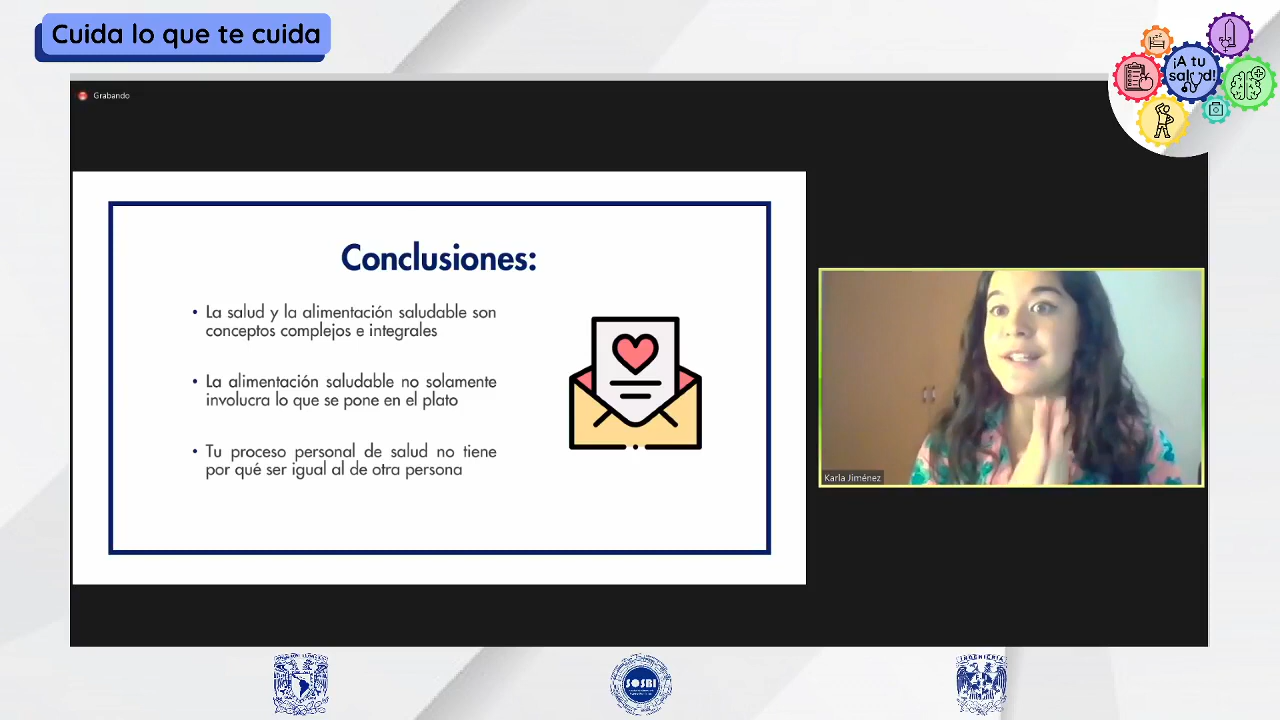 Cuida lo que te cuida
¡A tu
salud!
Grabando
Conclusiones:
• La salud y la alimentación saludable son
conceptos complejos e integrales
• La alimentación saludable no solamente
involucra lo que se pone en el plato
• Tu proceso personal de salud no tiene
por qué ser igual al de otra persona
Karla Jiménez
SOSBI
INGENIERIA